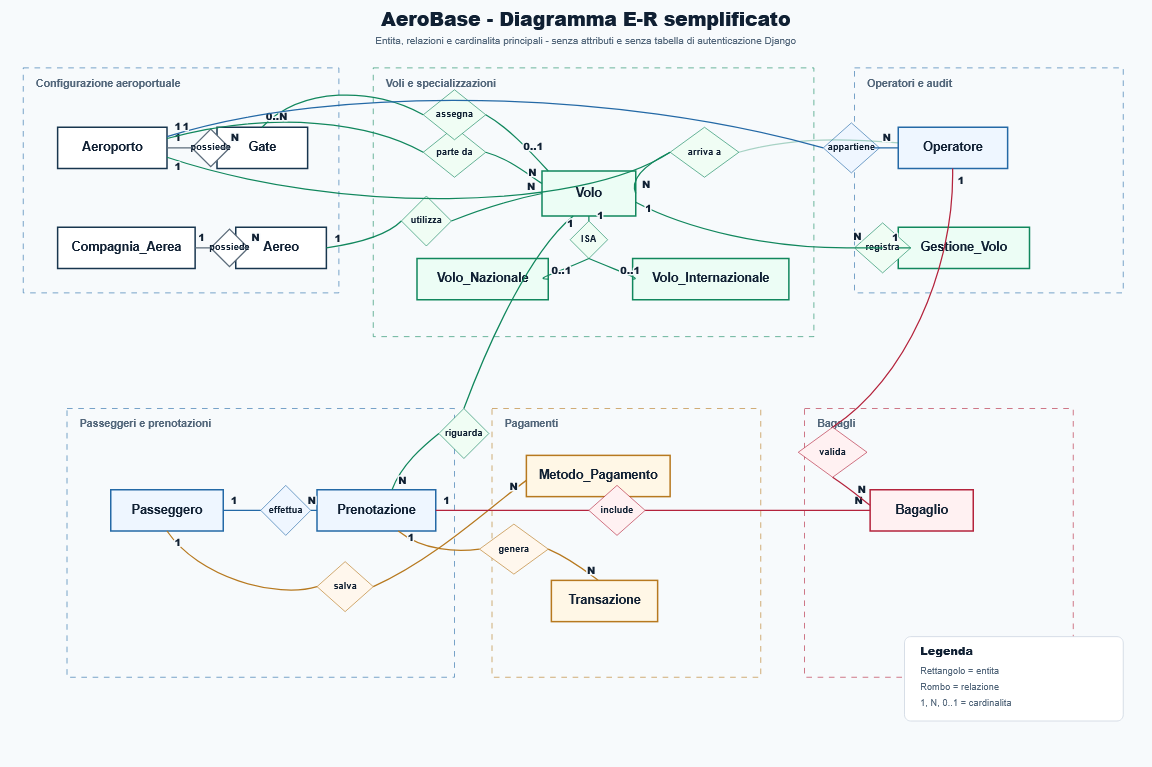 AeroBase - Diagramma E-R semplificato
Entita, relazioni e cardinalita principali - senza attributi e senza tabella di autenticazione Django
Configurazione aeroportuale
Voli e specializzazioni
Operatori e audit
assegna
0..N
1 1
1
N
Aeroporto
possiede
Gate
parte da
0..N
arriva a
appartiene
N
Operatore
1
N
N
Volo
N
1
1
utilizza
1
1
1
Compagnia_Aerea
1
possiede
N
Aereo
1
ISA
N
registra
1
Gestione_Volo
Volo_Nazionale
0..1
0..1
Volo_Internazionale
Passeggeri e prenotazioni
Pagamenti
Bagagli
riguarda
valida
Metodo_Pagamento
N
N
N
N
Passeggero
1
effettua
N
Prenotazione
1
include
Bagaglio
1
1
genera
N
salva
Transazione
Legenda
Rettangolo = entita
Rombo = relazione
1, N, 0..1 = cardinalita